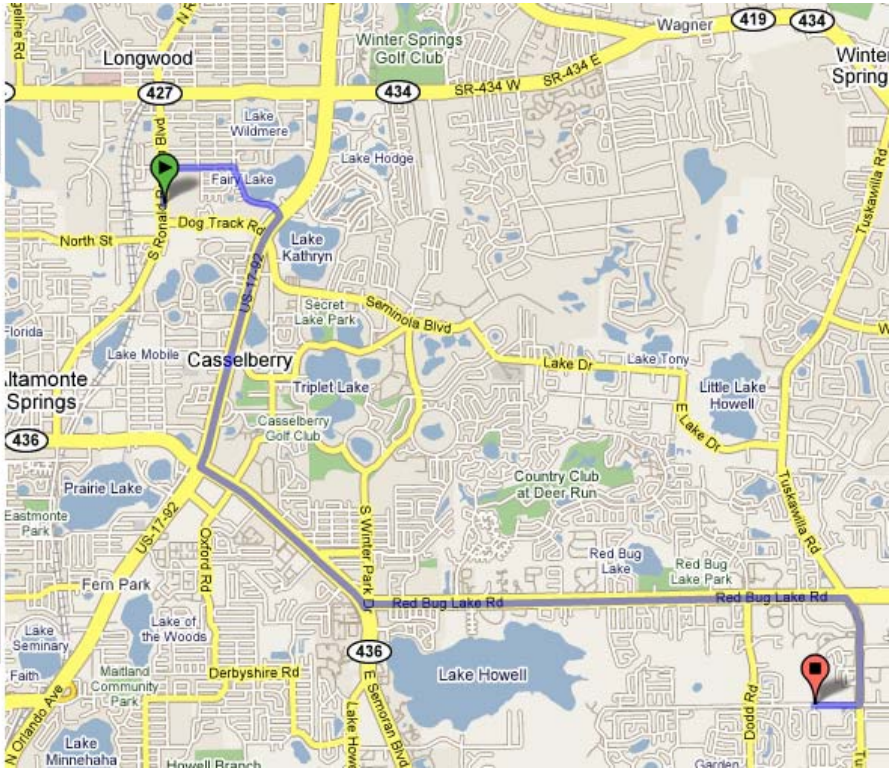 Wagner
419
434
Winter Springs
Golf Club
Winter
Spring
Longwood
427
434
SR-434 W
SR-434 E
Blvd
Lake
Wildmere
Lake Hodge
Fairy Lake
Tuskawilla Rd
Dog Track Rd
North St
S Ronald
Lake
Kathryn
US-17-92
Secret
Lake Park
Seminola Blvd
Florida
Lake Mobile
Casselberry
Lake Dr
Lake Tony
W
ltamonte
Springs
Triplet Lake
Little Lake
Howell
436
Casselberry
Golf Club
E Lake Dr
Prairie Lake
Country Club
at Deer Run
Tuskawilla Rd
Eastmonte
Park
US-17-92
Oxford Rd
S Winter Park Dr
Red Bug
Lake
Red Bug
Lake Park
Fern Park
Red Bug Lake Rd
Red Bug Lake Rd
Lake
Seminary
Lake of
the Woods
436
Faith
Maitland
Community
Park
Derbyshire Rd
Lake Howell
E Semoran Blvd
Dodd Rd
N Orlando Ave
Lake
Minnehaha
Howell Branch
Lake How
Garden
Tu